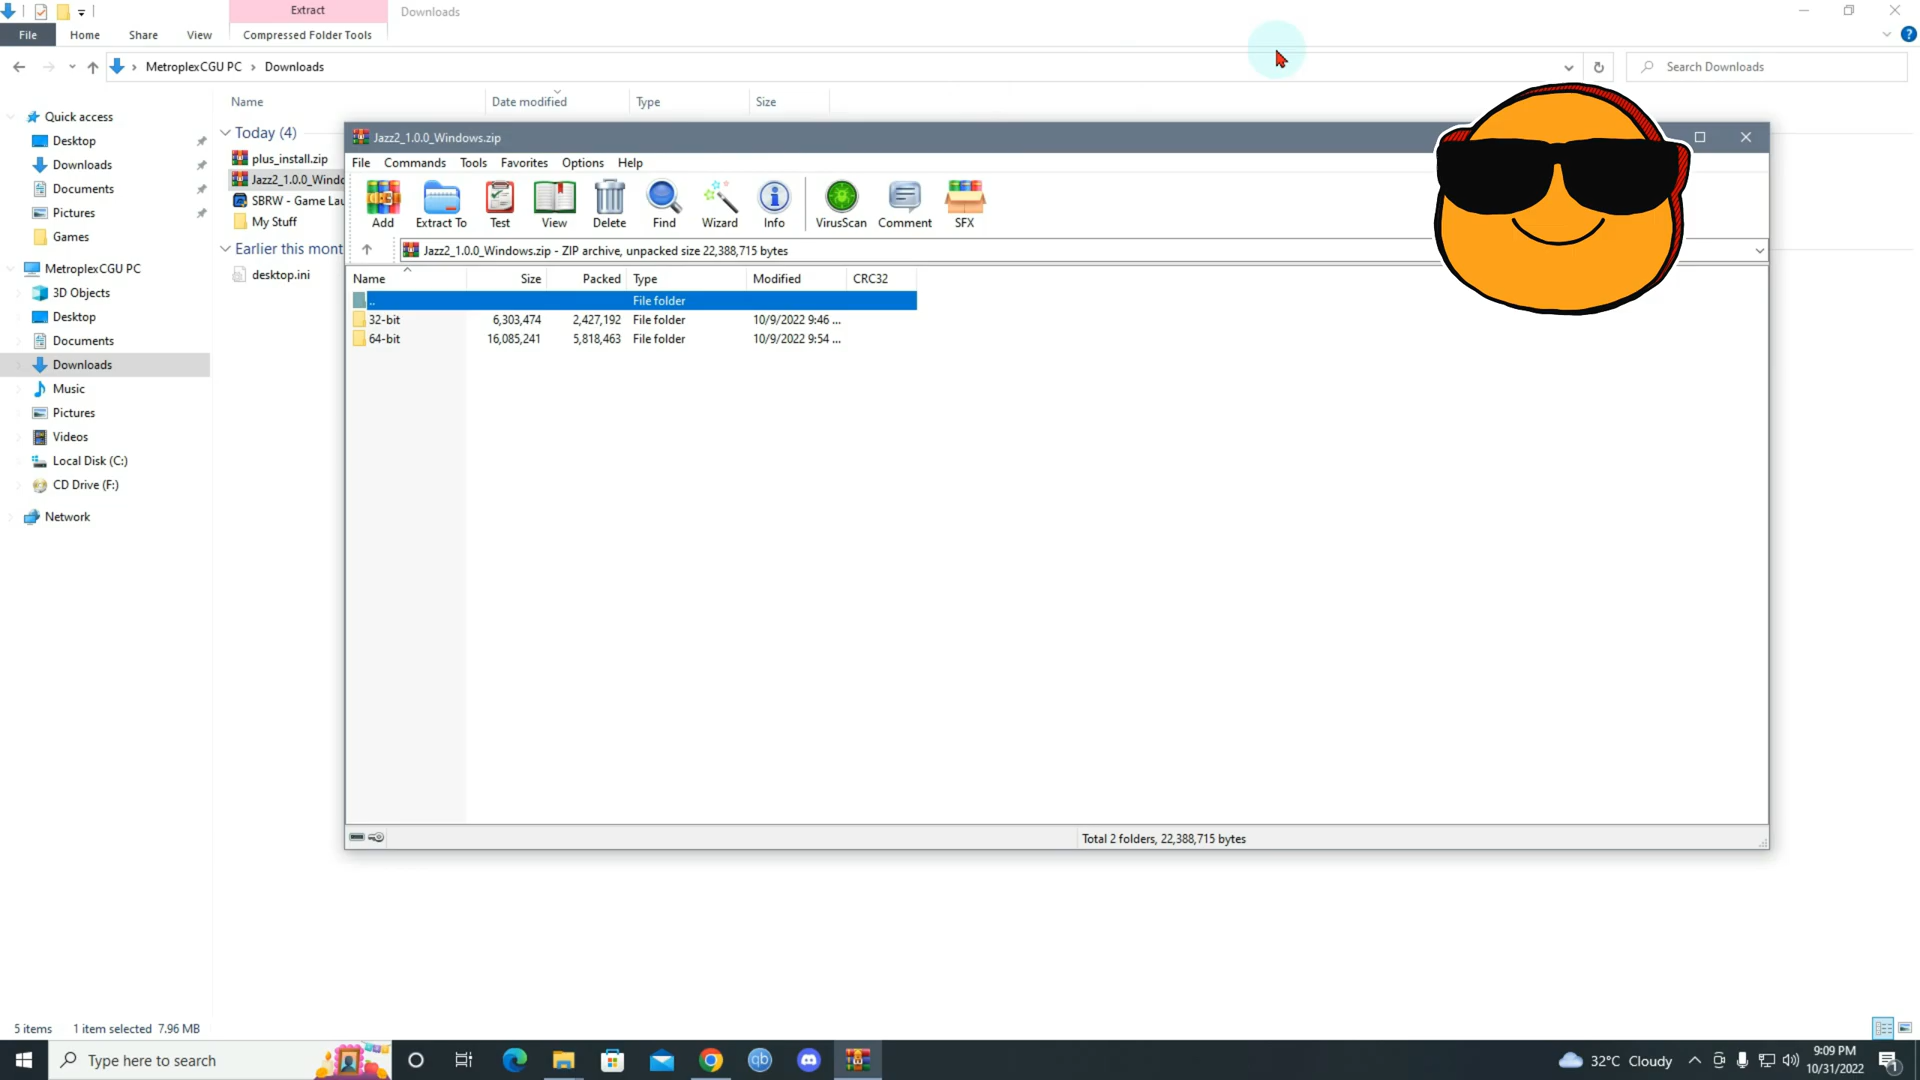 Extract
Downloads
File
Home
Share
View
Compressed Folder Tools
MetroplexCGU PC
Downloads
Search Downloads
Name
Date modified
Type
Size
Quick access
Desktop
Downloads
Documents
Pictures
Games
MetroplexCGU PC
3D Objects
Desktop
Documents
Downloads
Music
Pictures
Videos
Local Disk (C:)
CD Drive (F:)
Network
Today (4)
plus_install.zip
Jazz2_1.0.0_Windo
SBRW - Game Lau
My Stuff
Earlier this mont
desktop.ini
Jazz2_1.0.0_Windows.zip
File Commands Tools Favorites Options Help
Add
Extract To
Test
View
Delete
Find
Wizard
Info
VirusScan
Comment
SFX
Jazz2_1.0.0_Windows.zip - ZIP archive, unpacked size 22,388,715 bytes
Name Size Packed Type Modified CRC32
.. File folder
32-bit 6,303,474 2,427,192 File folder 10/9/2022 9:46 ...
64-bit 16,085,241 5,818,463 File folder 10/9/2022 9:54 ...
Total 2 folders, 22,388,715 bytes
5 items 1 item selected 7.96 MB
Type here to search
qb
32°C Cloudy
9:09 PM
10/31/2022
1